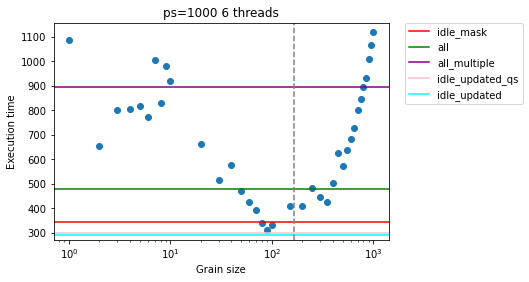 ps=1000 6 threads
Execution time
1100
1000
900
800
700
600
500
400
300
10^0
10^1
10^2
10^3
Grain size
idle_mask
all
all_multiple
idle_updated_qs
idle_updated